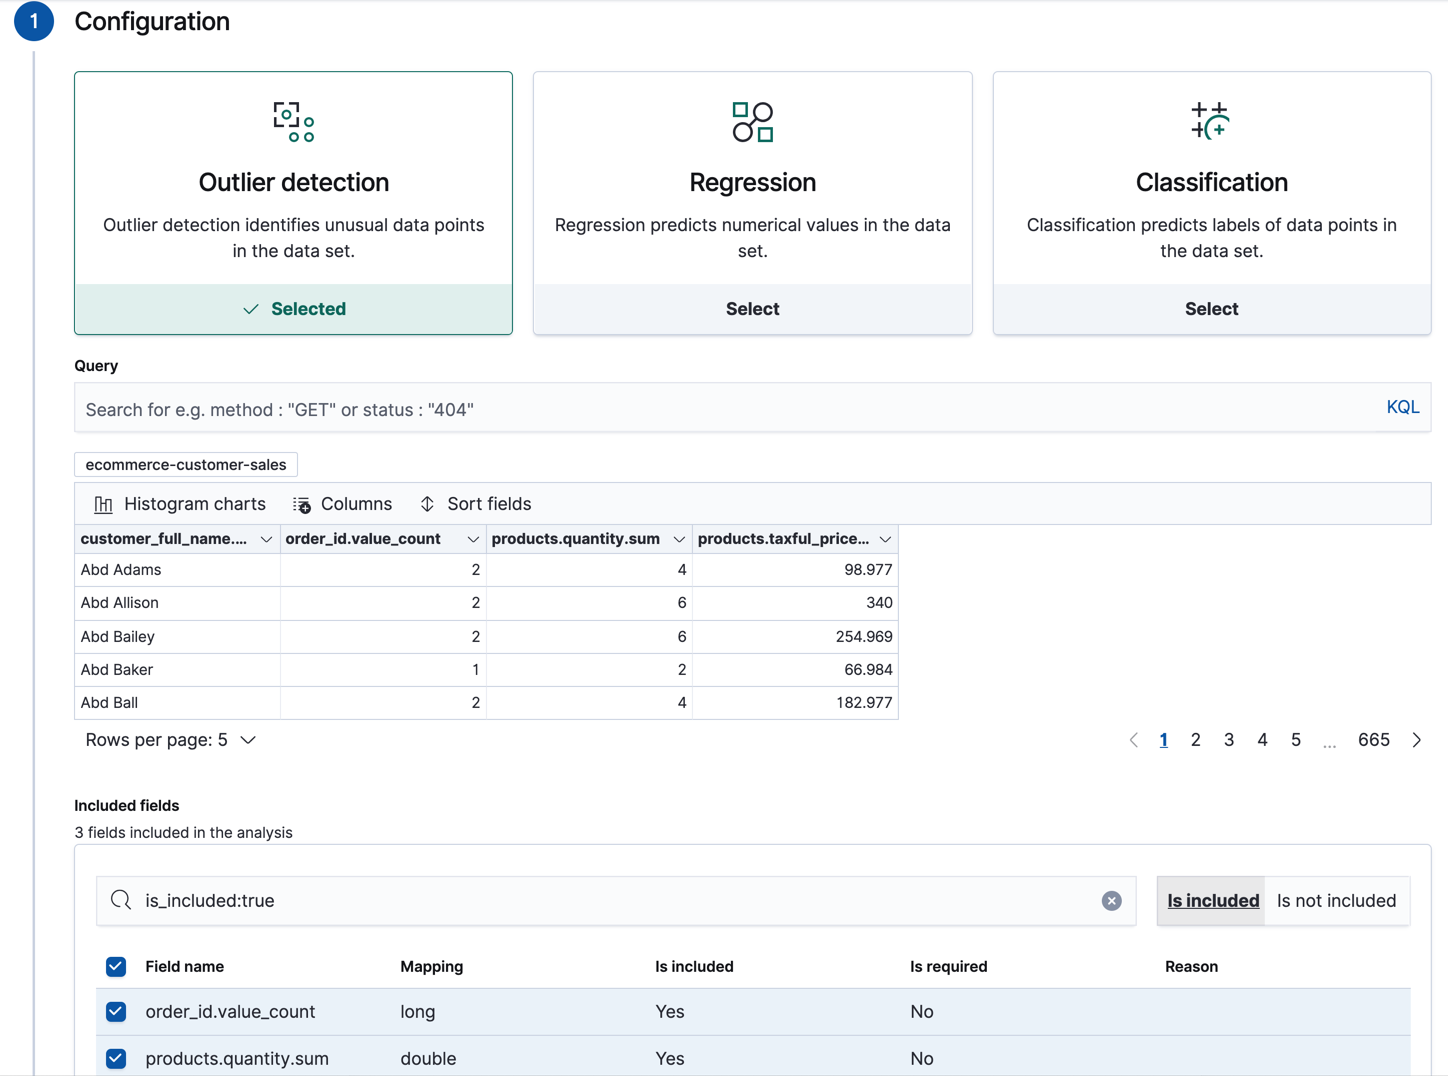 1 Configuration
Outlier detection
Outlier detection identifies unusual data points
in the data set.
Selected
Regression
Regression predicts numerical values in the data
set.
Select
Classification
Classification predicts labels of data points in
the data set.
Select
Query
Search for e.g. method : "GET" or status : "404" KQL
ecommerce-customer-sales
Histogram charts Columns Sort fields
customer_full_name.... order_id.value_count products.quantity.sum products.taxful_price...
Abd Adams 2 4 98.977
Abd Allison 2 6 340
Abd Bailey 2 6 254.969
Abd Baker 1 2 66.984
Abd Ball 2 4 182.977
Rows per page: 5 1 2 3 4 5 ... 665
Included fields
3 fields included in the analysis
is_included:true Is included Is not included
Field name Mapping Is included Is required Reason
order_id.value_count long Yes No
products.quantity.sum double Yes No